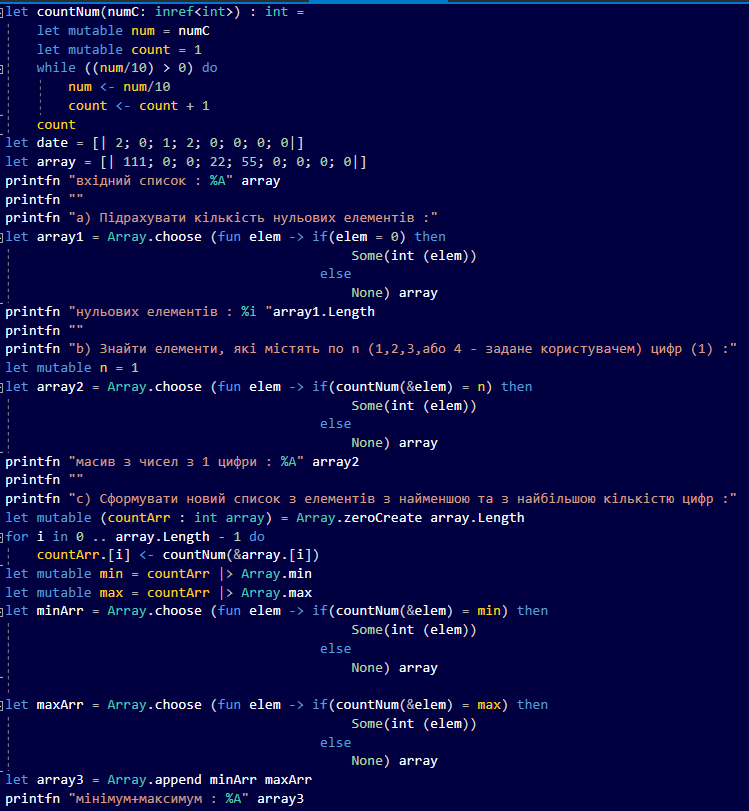 let countNum(numC: inref<int>) : int =
    let mutable num = numC
    let mutable count = 1
    while ((num/10) > 0) do
        num <- num/10
        count <- count + 1
    count
let date = [| 2; 0; 1; 2; 0; 0; 0; 0|]
let array = [| 111; 0; 0; 22; 55; 0; 0; 0; 0|]
printfn "вхідний список : %A" array
printfn ""
printfn "a) Підрахувати кількість нульових елементів :"
let array1 = Array.choose (fun elem -> if(elem = 0) then
                                            Some(int (elem))
                                        else
                                            None) array
printfn "нульових елементів : %i "array1.Length
printfn ""
printfn "b) Знайти елементи, які містять по n (1,2,3,або 4 - задане користувачем) цифр (1) :"
let mutable n = 1
let array2 = Array.choose (fun elem -> if(countNum(&elem) = n) then
                                            Some(int (elem))
                                        else
                                            None) array
printfn "масив з чисел з 1 цифри : %A" array2
printfn ""
printfn "c) Сформувати новий список з елементів з найменшою та з найбільшою кількістю цифр :"
let mutable (countArr : int array) = Array.zeroCreate array.Length
for i in 0 .. array.Length - 1 do
    countArr.[i] <- countNum(&array.[i])
let mutable min = countArr |> Array.min
let mutable max = countArr |> Array.max
let minArr = Array.choose (fun elem -> if(countNum(&elem) = min) then
                                            Some(int (elem))
                                        else
                                            None) array
let maxArr = Array.choose (fun elem -> if(countNum(&elem) = max) then
                                            Some(int (elem))
                                        else
                                            None) array
let array3 = Array.append minArr maxArr
printfn "мінімум+максимум : %A" array3